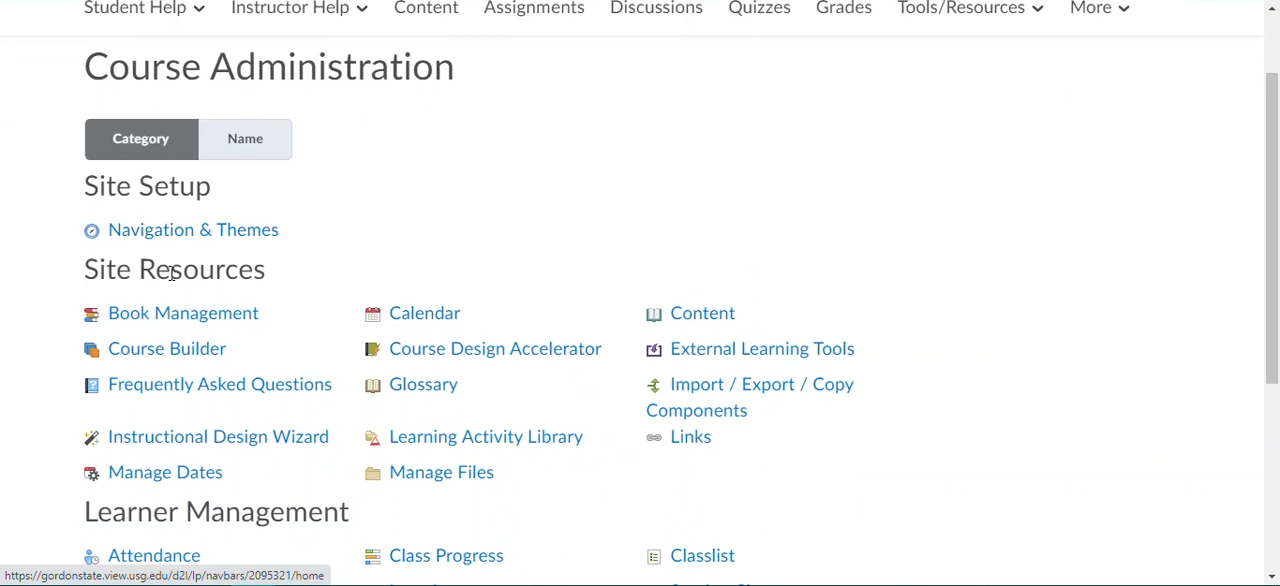 Student Help Instructor Help Content Assignments Discussions Quizzes Grades Tools/Resources More
Course Administration
Category Name
Site Setup
Navigation & Themes
Site Resources
Book Management Calendar Content
Course Builder Course Design Accelerator External Learning Tools
Frequently Asked Questions Glossary Import / Export / Copy
Components
Instructional Design Wizard Learning Activity Library Links
Manage Dates Manage Files
Learner Management
Attendance Class Progress Classlist
https://gordonstate.view.usg.edu/d2l/lp/navbars/2095321/home